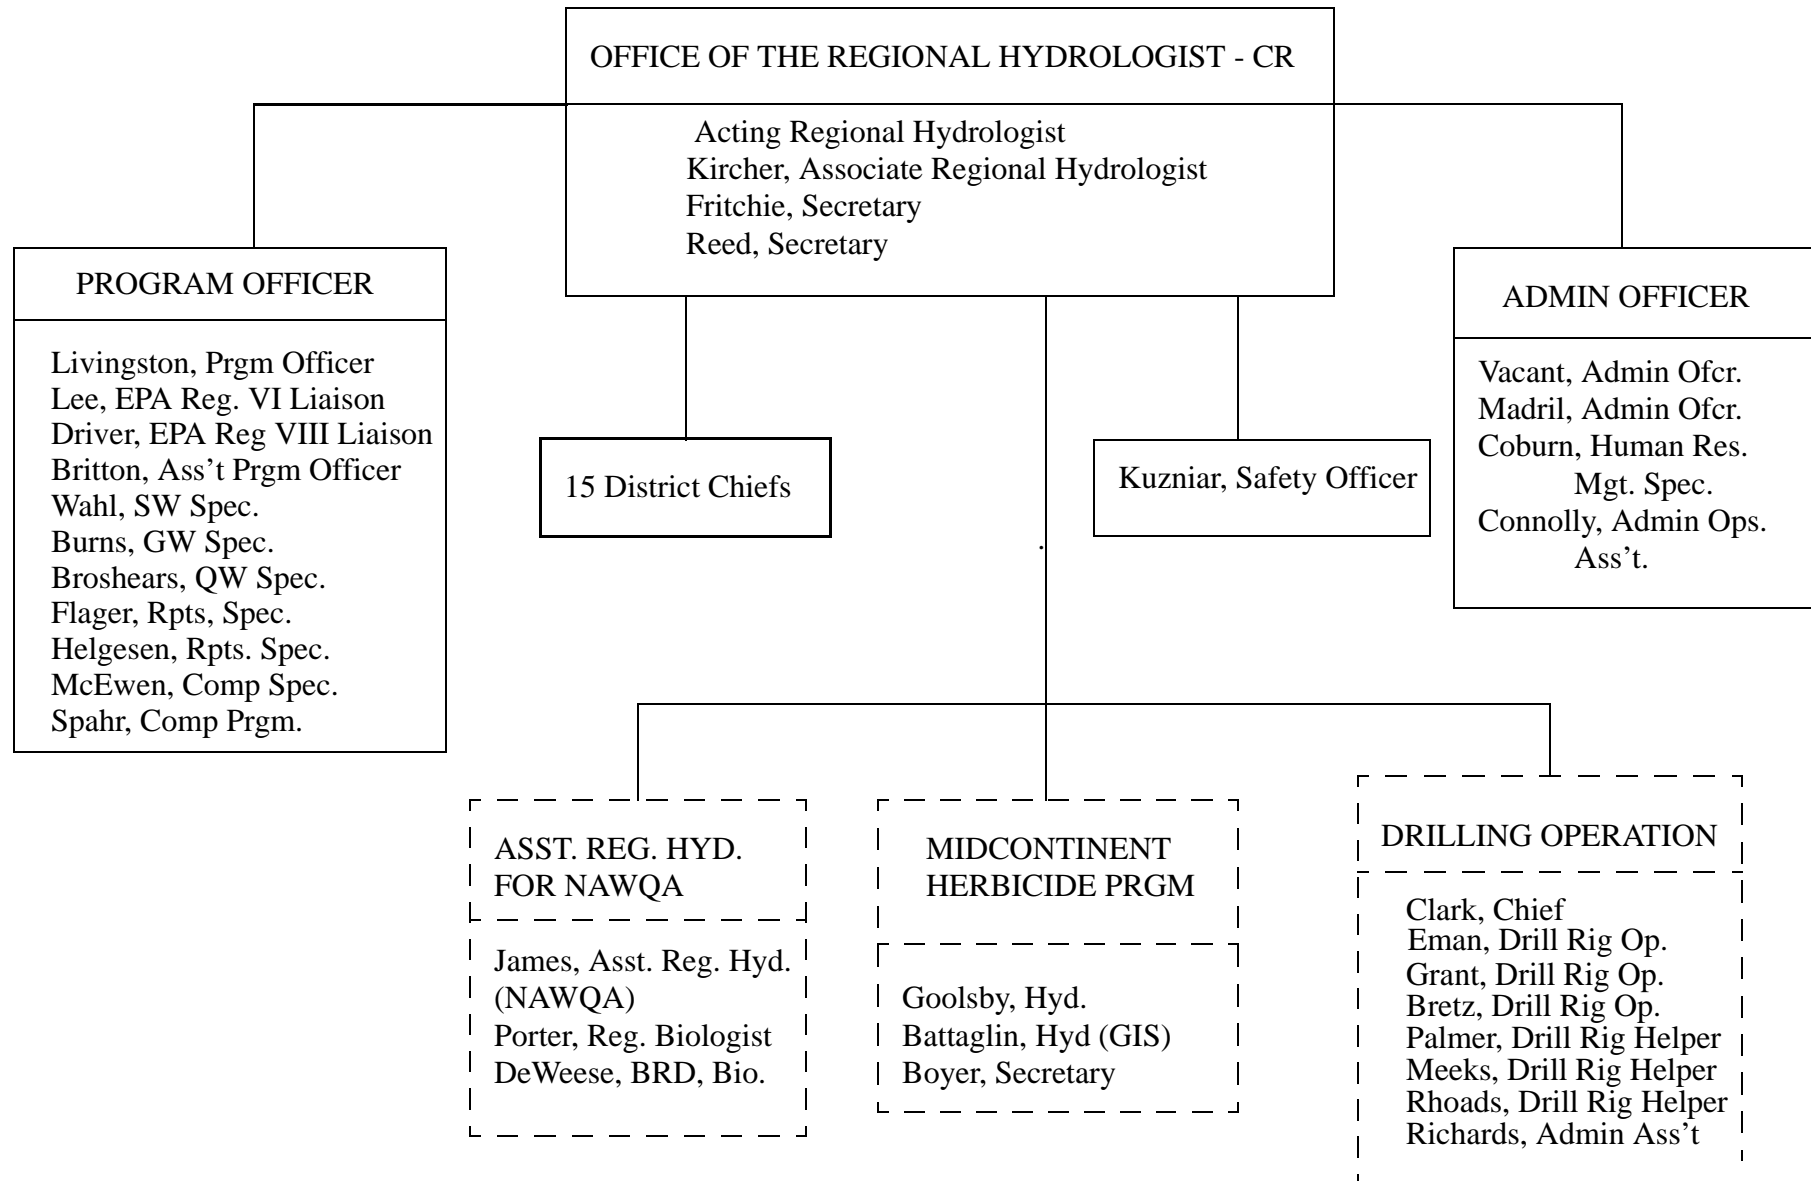 OFFICE OF THE REGIONAL HYDROLOGIST - CR
Acting Regional Hydrologist
Kircher, Associate Regional Hydrologist
Fritchie, Secretary
Reed, Secretary
PROGRAM OFFICER
Livingston, Prgm Officer
Lee, EPA Reg. VI Liaison
Driver, EPA Reg VIII Liaison
Britton, Ass’t Prgm Officer
Wahl, SW Spec.
Burns, GW Spec.
Broshears, QW Spec.
Flager, Rpts, Spec.
Helgesen, Rpts. Spec.
McEwen, Comp Spec.
Spahr, Comp Prgm.
15 District Chiefs
Kuzniar, Safety Officer
ADMIN OFFICER
Vacant, Admin Ofcr.
Madril, Admin Ofcr.
Coburn, Human Res.
Mgt. Spec.
Connolly, Admin Ops.
Ass’t.
ASST. REG. HYD.
FOR NAWQA
James, Asst. Reg. Hyd.
(NAWQA)
Porter, Reg. Biologist
DeWeese, BRD, Bio.
MIDCONTINENT
HERBICIDE PRGM
Goolsby, Hyd.
Battaglin, Hyd (GIS)
Boyer, Secretary
DRILLING OPERATION
Clark, Chief
Eman, Drill Rig Op.
Grant, Drill Rig Op.
Bretz, Drill Rig Op.
Palmer, Drill Rig Helper
Meeks, Drill Rig Helper
Rhoads, Drill Rig Helper
Richards, Admin Ass’t